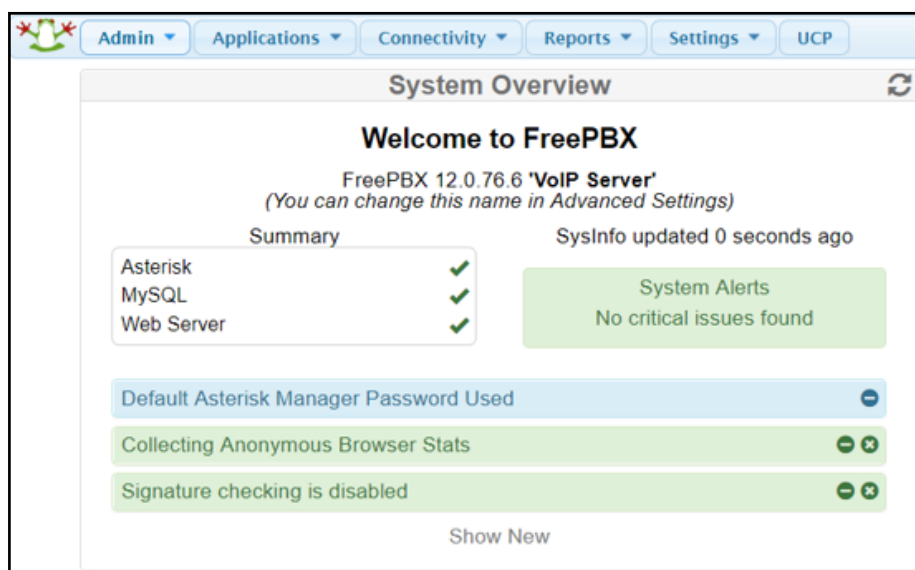 Admin Applications Connectivity Reports Settings UCP
System Overview
Welcome to FreePBX
FreePBX 12.0.76.6 'VoIP Server'
(You can change this name in Advanced Settings)
Summary
Asterisk
MySQL
Web Server
SysInfo updated 0 seconds ago
System Alerts
No critical issues found
Default Asterisk Manager Password Used
Collecting Anonymous Browser Stats
Signature checking is disabled
Show New